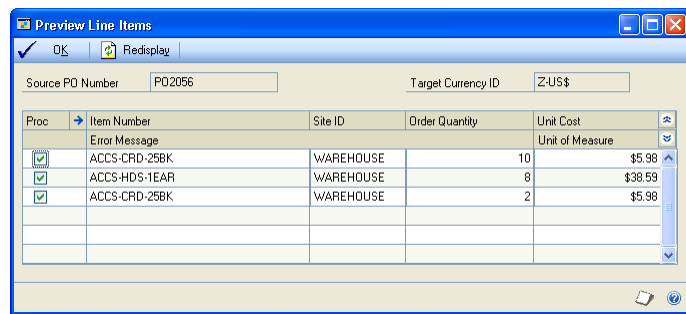 Preview Line Items
OK Redisplay
Source PO Number PO2056 Target Currency ID Z-US$
Proc Item Number Site ID Order Quantity Unit Cost
Error Message Unit of Measure
ACCS-CRD-25BK WAREHOUSE 10 $5.98
ACCS-HDS-1EAR WAREHOUSE 8 $38.59
ACCS-CRD-25BK WAREHOUSE 2 $5.98